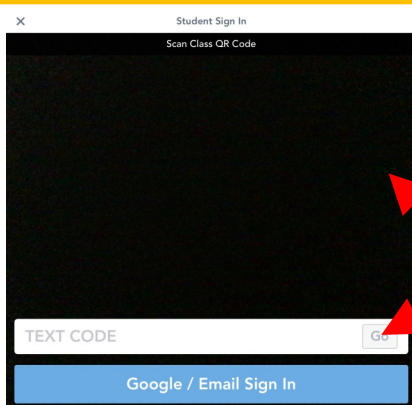 Student Sign In
Scan Class QR Code
TEXT CODE
Go
Google / Email Sign In